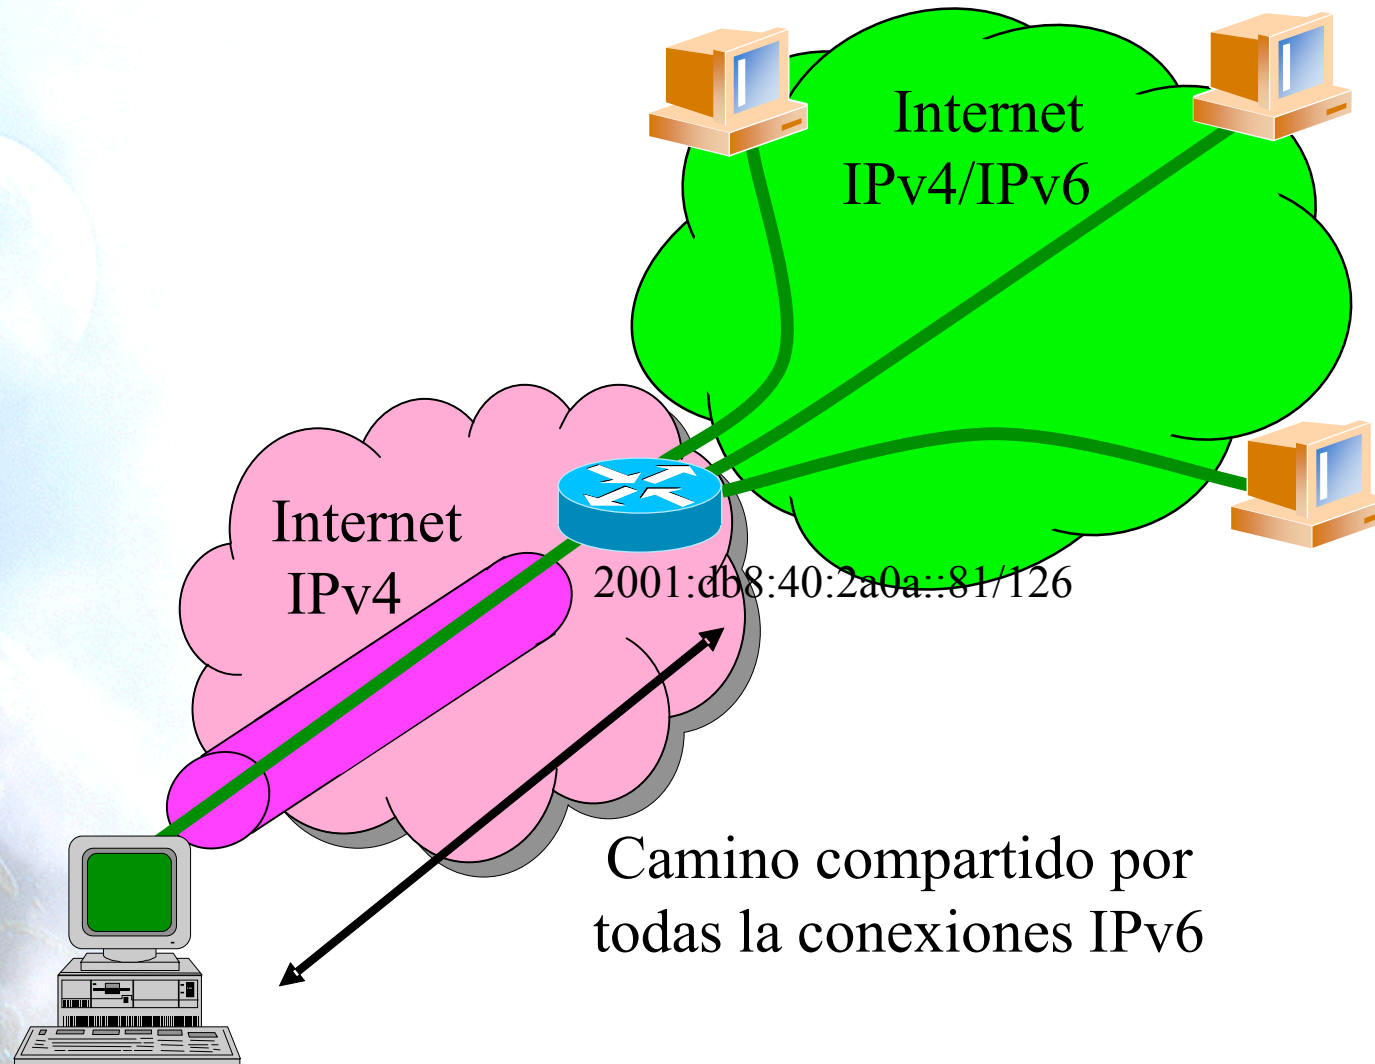 Internet
IPv4/IPv6
Internet
IPv4
2001:db8:40:2a0a::81/126
Camino compartido por
todas la conexiones IPv6